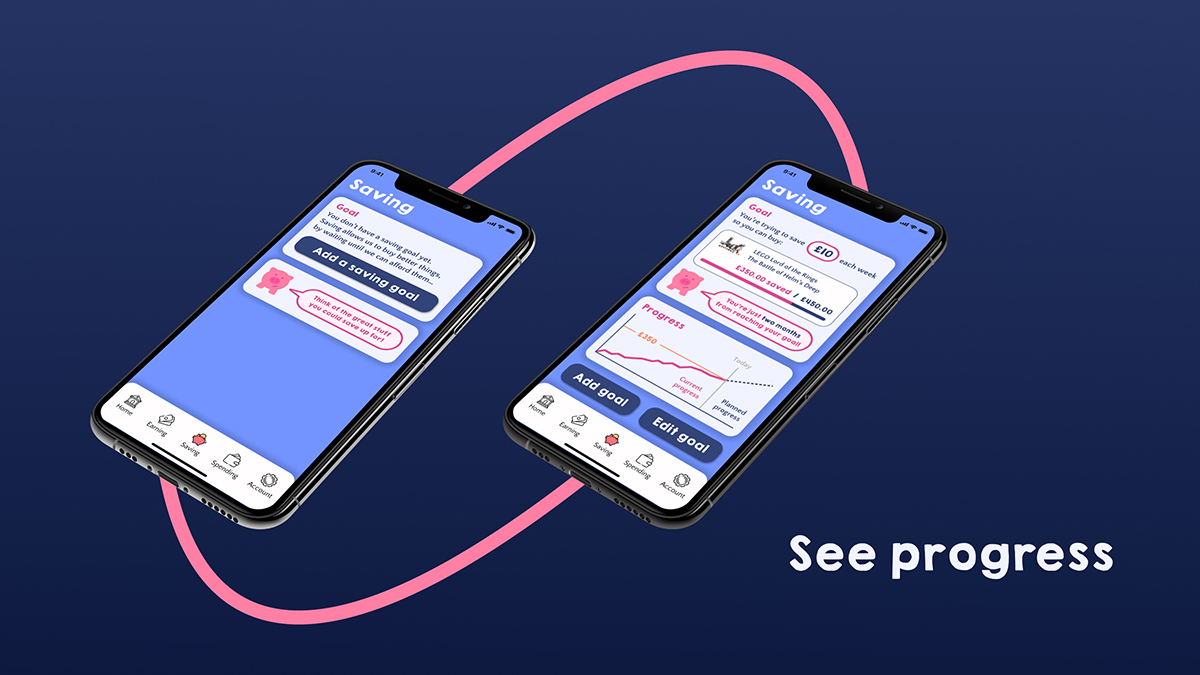 9:41
Saving
Goal
You don't have a saving goal yet.
Saving allows us to buy better things,
by waiting until we can afford them...
Add a saving goal
Think of the great stuff
you could save up for!
Home
Earning
Saving
Spending
Account
9:41
Saving
Goal
You're trying to save £10 each week
so you can buy:
LEGO Lord of the Rings
The Battle of Helm's Deep
£350.00 saved / £450.00
You're just two months
from reaching your goal!
Progress
£350
Today
Current
progress
Planned
progress
Add goal
Edit goal
Home
Earning
Saving
Spending
Account
See progress